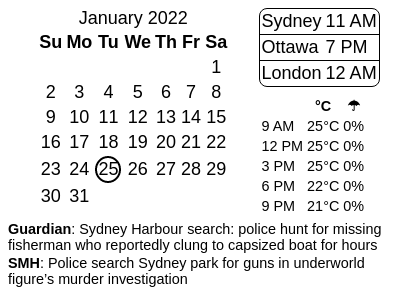 January 2022
Su Mo Tu We Th Fr Sa
1
2 3 4 5 6 7 8
9 10 11 12 13 14 15
16 17 18 19 20 21 22
23 24 25 26 27 28 29
30 31
Sydney 11 AM
Ottawa 7 PM
London 12 AM
°C ☂
9 AM 25°C 0%
12 PM 25°C 0%
3 PM 25°C 0%
6 PM 22°C 0%
9 PM 21°C 0%
Guardian: Sydney Harbour search: police hunt for missing
fisherman who reportedly clung to capsized boat for hours
SMH: Police search Sydney park for guns in underworld
figure’s murder investigation